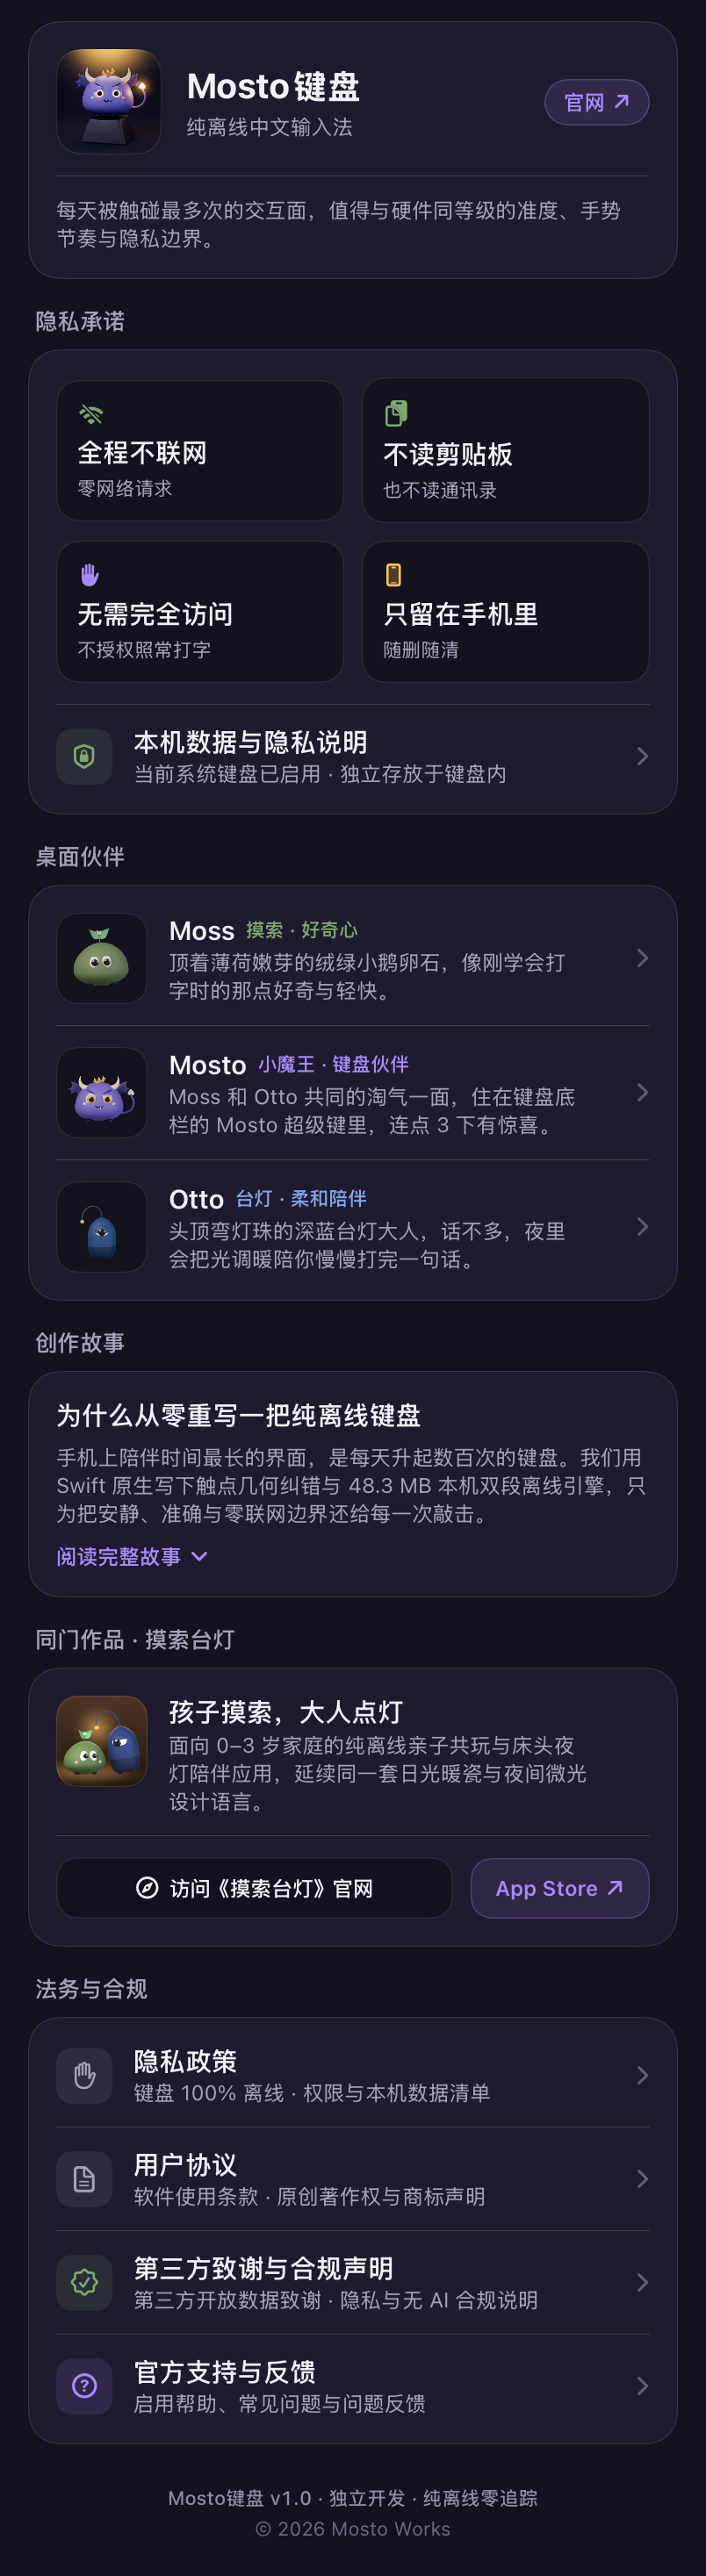 Mosto键盘
纯离线中文输入法
官网
每天被触碰最多次的交互面，值得与硬件同等级的准度、手势
节奏与隐私边界。
隐私承诺
全程不联网
零网络请求
不读剪贴板
也不读通讯录
无需完全访问
不授权照常打字
只留在手机里
随删随清
本机数据与隐私说明
当前系统键盘已启用 · 独立存放于键盘内
桌面伙伴
Moss 摸索 · 好奇心
顶着薄荷嫩芽的绒绿小鹅卵石，像刚学会打
字时的那点好奇与轻快。
Mosto 小魔王 · 键盘伙伴
Moss 和 Otto 共同的淘气一面，住在键盘底
栏的 Mosto 超级键里，连点 3 下有惊喜。
Otto 台灯 · 柔和陪伴
头顶弯灯珠的深蓝台灯大人，话不多，夜里
会把光调暖陪你慢慢打完一句话。
创作故事
为什么从零重写一把纯离线键盘
手机上陪伴时间最长的界面，是每天升起数百次的键盘。我们用
Swift 原生写下触点几何纠错与 48.3 MB 本机双段离线引擎，只
为把安静、准确与零联网边界还给每一次敲击。
阅读完整故事
同门作品 · 摸索台灯
孩子摸索，大人点灯
面向 0–3 岁家庭的纯离线亲子共玩与床头夜
灯陪伴应用，延续同一套日光暖瓷与夜间微光
设计语言。
访问《摸索台灯》官网
App Store
法务与合规
隐私政策
键盘 100% 离线 · 权限与本机数据清单
用户协议
软件使用条款 · 原创著作权与商标声明
第三方致谢与合规声明
第三方开放数据致谢 · 隐私与无 AI 合规说明
官方支持与反馈
启用帮助、常见问题与问题反馈
Mosto键盘 v1.0 · 独立开发 · 纯离线零追踪
© 2026 Mosto Works